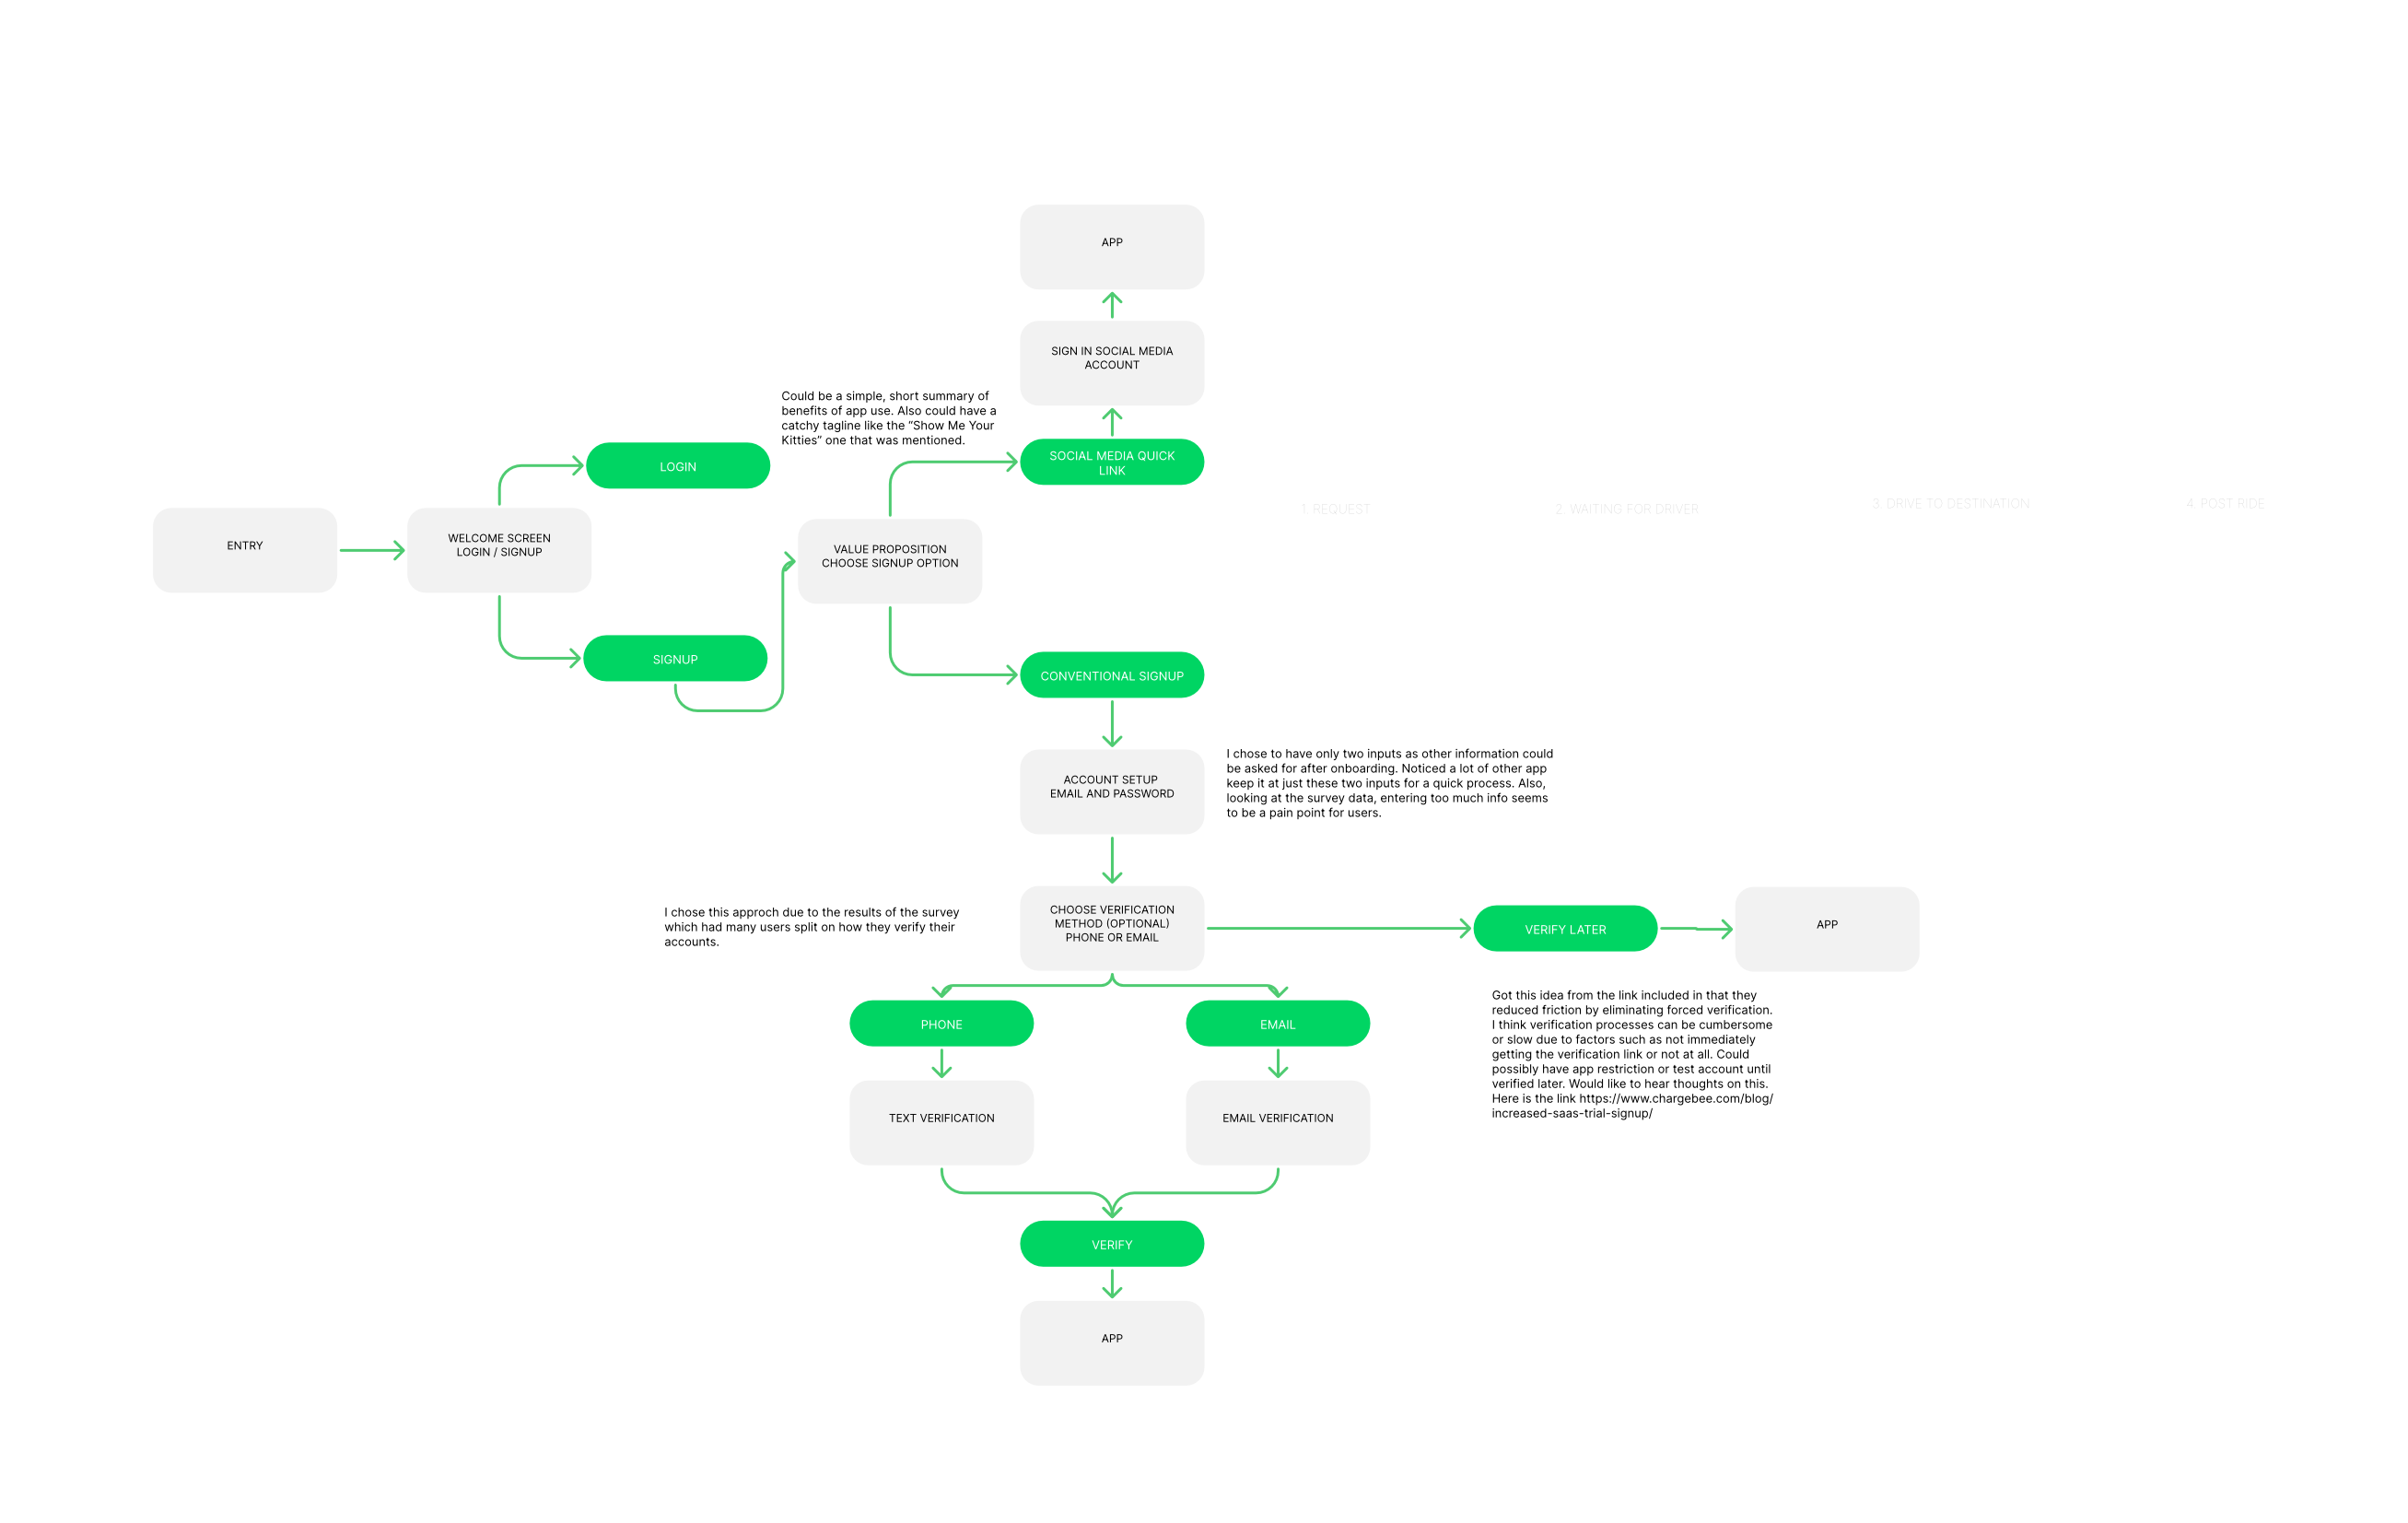 APP
SIGN IN SOCIAL MEDIA
ACCOUNT
Could be a simple, short summary of
benefits of app use. Also could have a
catchy tagline like the “Show Me Your
Kitties” one that was mentioned.
SOCIAL MEDIA QUICK
LINK
LOGIN
1. REQUEST
2. WAITING FOR DRIVER
3. DRIVE TO DESTINATION
4. POST RIDE
ENTRY
WELCOME SCREEN
LOGIN / SIGNUP
VALUE PROPOSITION
CHOOSE SIGNUP OPTION
SIGNUP
CONVENTIONAL SIGNUP
ACCOUNT SETUP
EMAIL AND PASSWORD
I chose to have only two inputs as other information could
be asked for after onboarding. Noticed a lot of other app
keep it at just these two inputs for a quick process. Also,
looking at the survey data, entering too much info seems
to be a pain point for users.
I chose this approch due to the results of the survey
which had many users split on how they verify their
accounts.
CHOOSE VERIFICATION
METHOD (OPTIONAL)
PHONE OR EMAIL
VERIFY LATER
APP
Got this idea from the link included in that they
reduced friction by eliminating forced verification.
I think verification processes can be cumbersome
or slow due to factors such as not immediately
getting the verification link or not at all. Could
possibly have app restriction or test account until
verified later. Would like to hear thoughts on this.
Here is the link https://www.chargebee.com/blog/
increased-saas-trial-signup/
PHONE
EMAIL
TEXT VERIFICATION
EMAIL VERIFICATION
VERIFY
APP